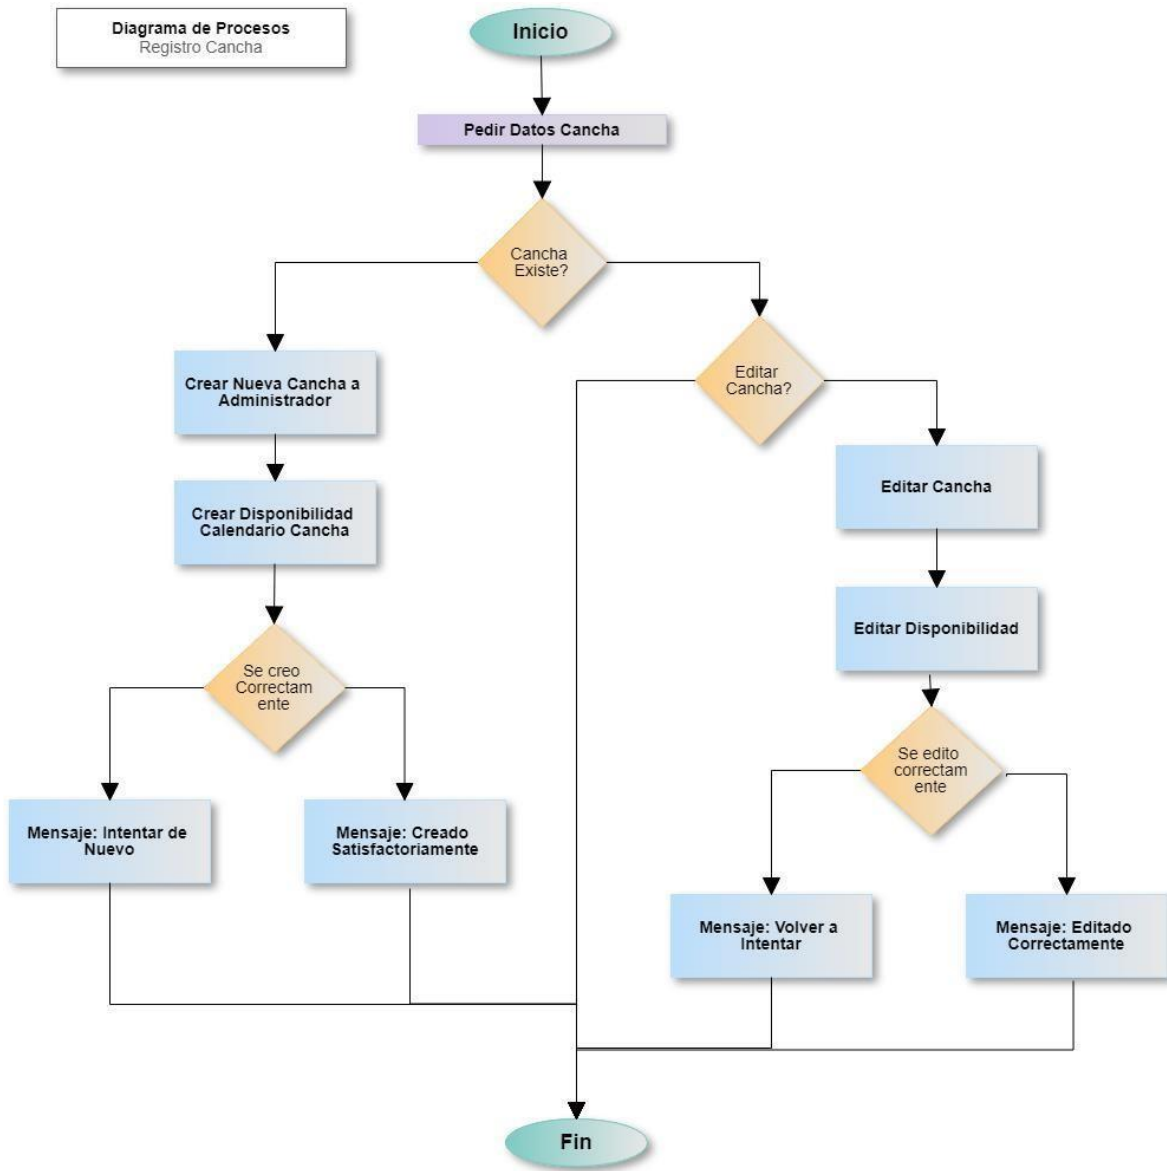 Diagrama de Procesos
Registro Cancha
Inicio
Pedir Datos Cancha
Cancha
Existe?
Crear Nueva Cancha a
Administrador
Editar
Cancha?
Crear Disponibilidad
Calendario Cancha
Editar Cancha
Editar Disponibilidad
Se creo
Correctam
ente
Se edito
correctam
ente
Mensaje: Intentar de
Nuevo
Mensaje: Creado
Satisfactoriamente
Mensaje: Volver a
Intentar
Mensaje: Editado
Correctamente
Fin